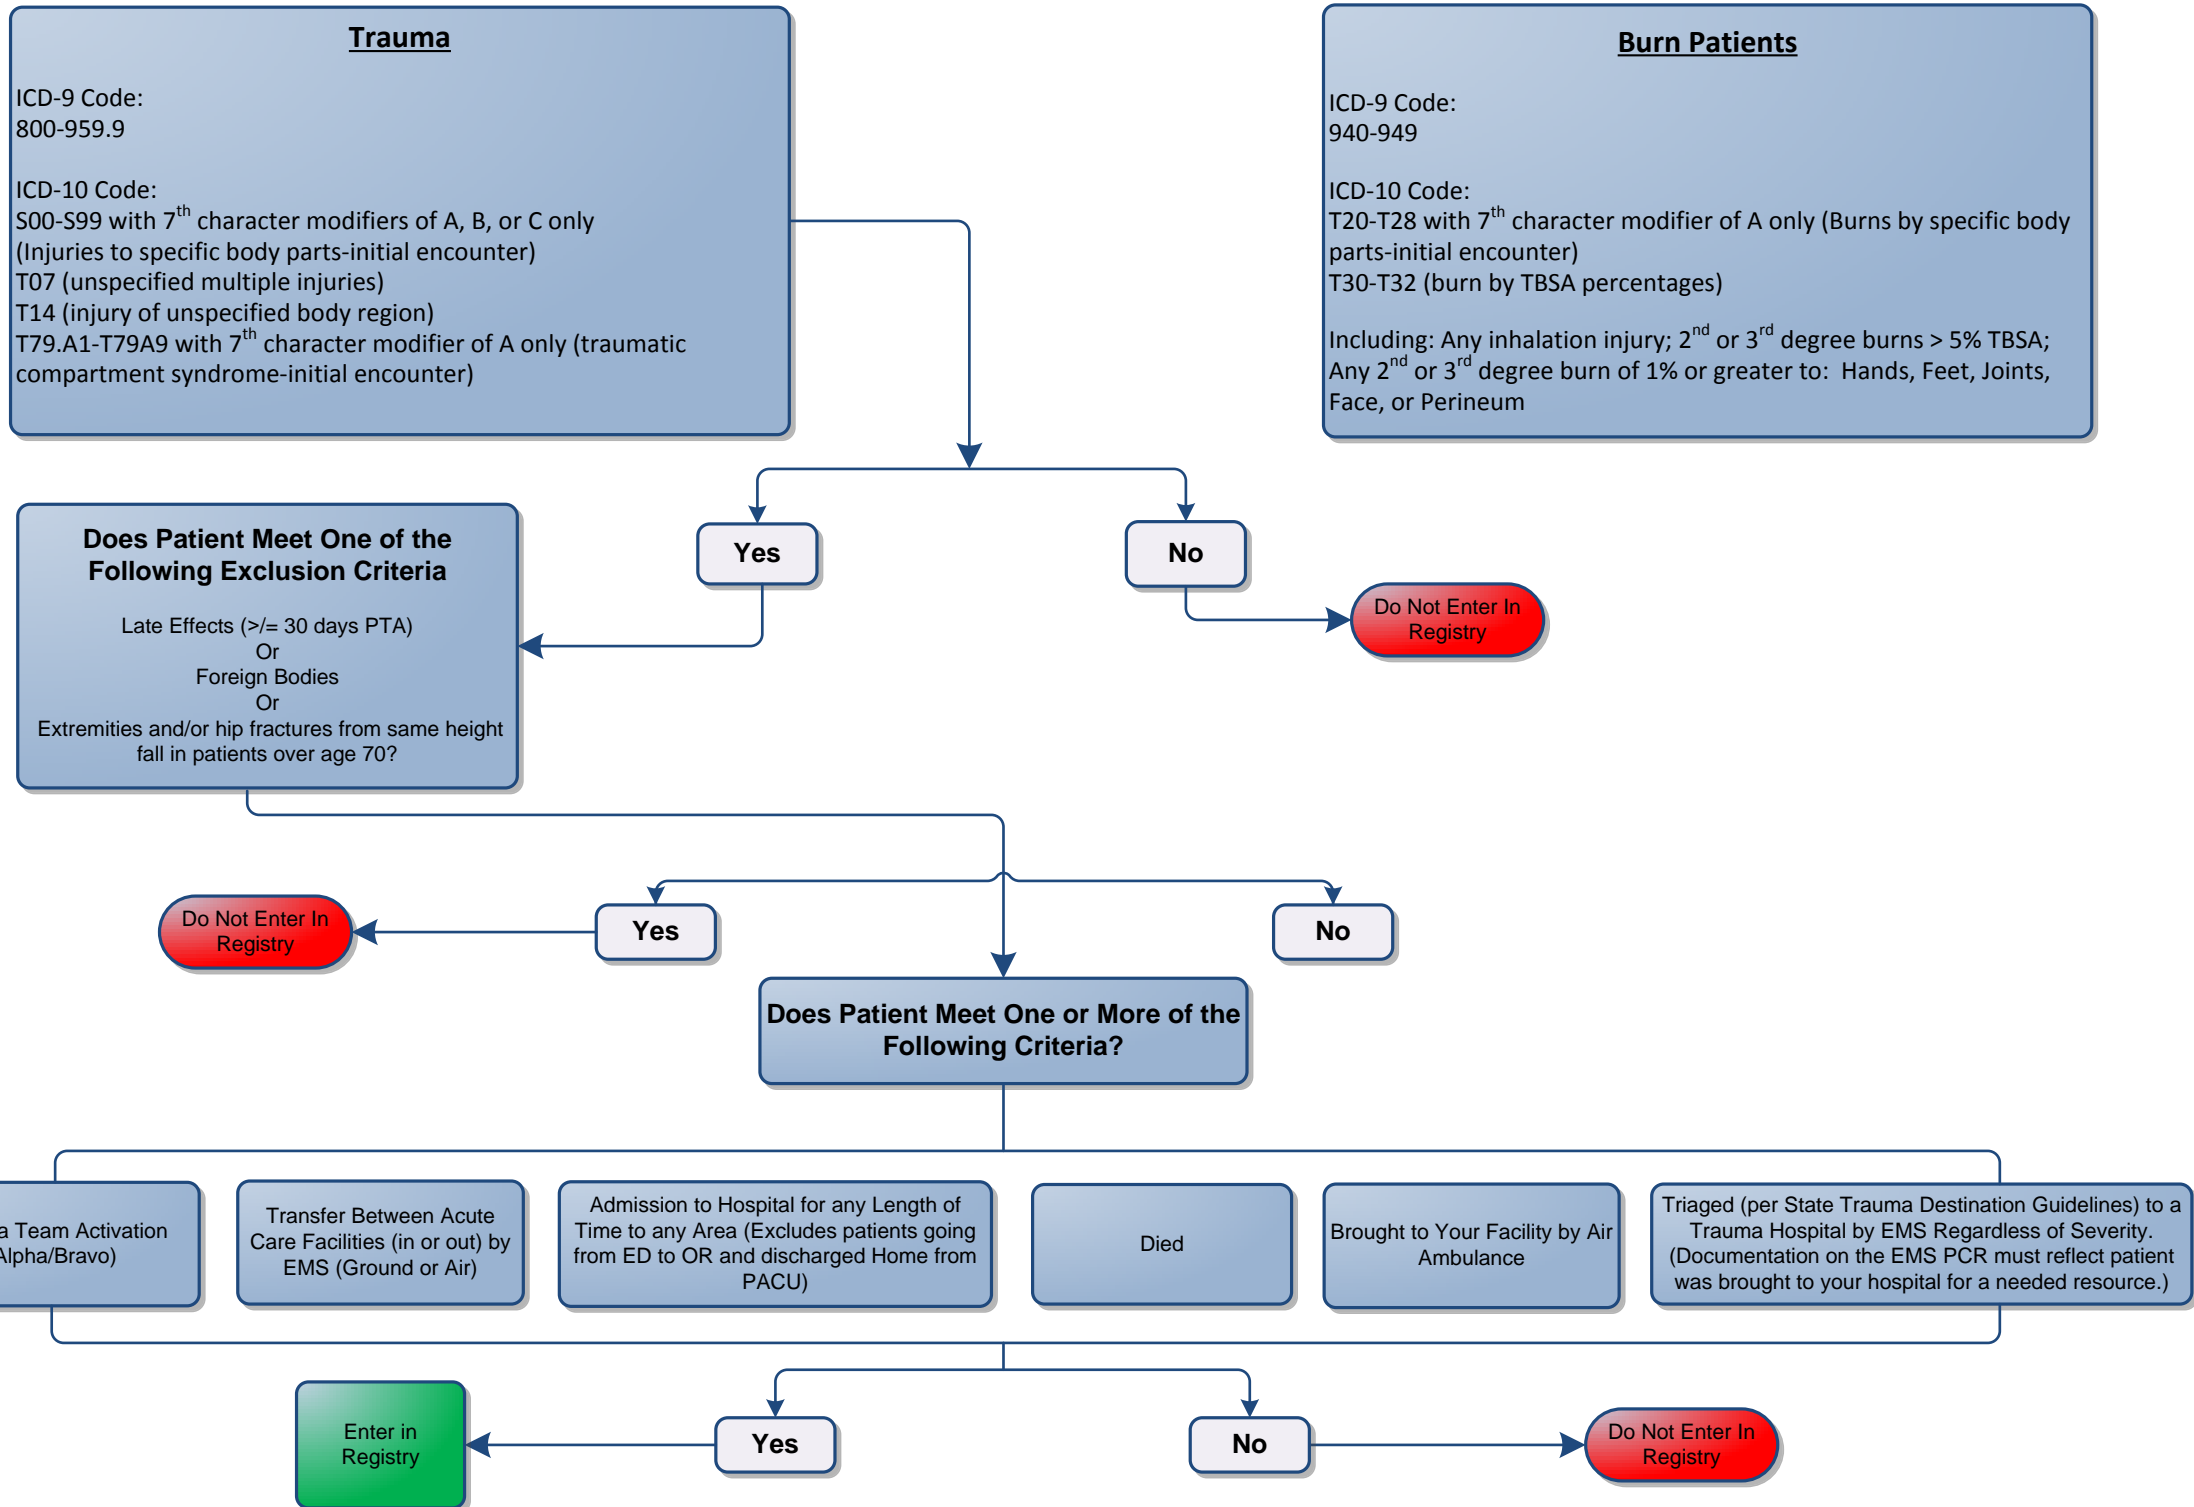 Trauma
ICD-9 Code:
800-959.9
ICD-10 Code:
S00-S99 with 7th character modifiers of A, B, or C only
(Injuries to specific body parts-initial encounter)
T07 (unspecified multiple injuries)
T14 (injury of unspecified body region)
T79.A1-T79A9 with 7th character modifier of A only (traumatic
compartment syndrome-initial encounter)
Burn Patients
ICD-9 Code:
940-949
ICD-10 Code:
T20-T28 with 7th character modifier of A only (Burns by specific body
parts-initial encounter)
T30-T32 (burn by TBSA percentages)
Including: Any inhalation injury; 2nd or 3rd degree burns > 5% TBSA;
Any 2nd or 3rd degree burn of 1% or greater to:  Hands, Feet, Joints,
Face, or Perineum
Yes
No
Do Not Enter In
Registry
Does Patient Meet One of the
Following Exclusion Criteria
Late Effects (>/= 30 days PTA)
Or
Foreign Bodies
Or
Extremities and/or hip fractures from same height
fall in patients over age 70?
Do Not Enter In
Registry
Yes
No
Does Patient Meet One or More of the
Following Criteria?
a Team Activation
Alpha/Bravo)
Transfer Between Acute
Care Facilities (in or out) by
EMS (Ground or Air)
Admission to Hospital for any Length of
Time to any Area (Excludes patients going
from ED to OR and discharged Home from
PACU)
Died
Brought to Your Facility by Air
Ambulance
Triaged (per State Trauma Destination Guidelines) to a
Trauma Hospital by EMS Regardless of Severity.
(Documentation on the EMS PCR must reflect patient
was brought to your hospital for a needed resource.)
Enter in
Registry
Yes
No
Do Not Enter In
Registry